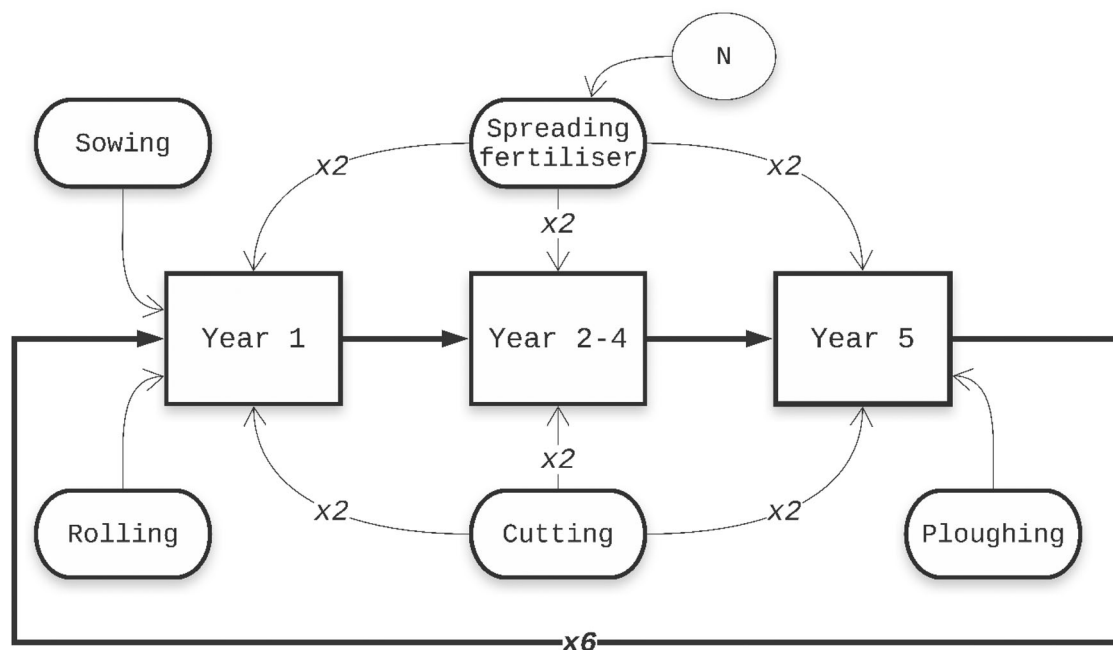 N
Sowing
Spreading
fertiliser
x2
x2
x2
Year 1
Year 2-4
Year 5
x2
x2
x2
Rolling
Cutting
Ploughing
x6